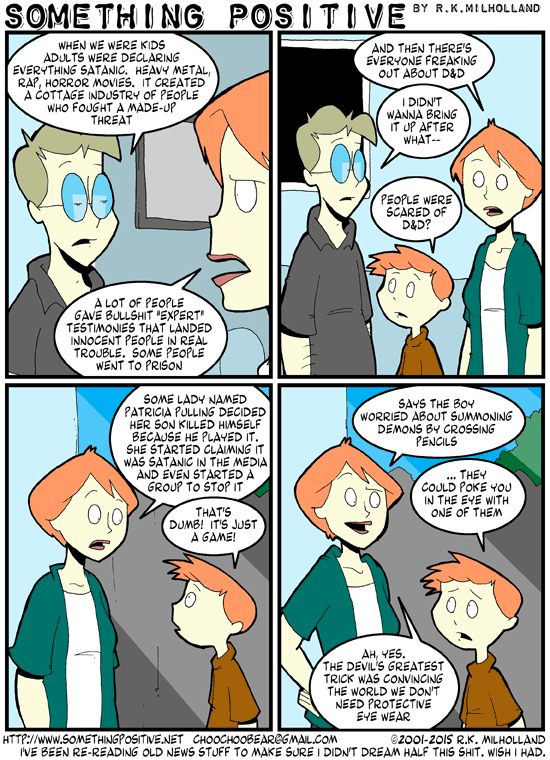 SOMETHING POSITIVE BY R.K.MILHOLLAND
WHEN WE WERE KIDS
ADULTS WERE DECLARING
EVERYTHING SATANIC. HEAVY METAL,
RAP, HORROR MOVIES. IT CREATED
A COTTAGE INDUSTRY OF PEOPLE
WHO FOUGHT A MADE-UP
THREAT
A LOT OF PEOPLE
GAVE BULLSHIT "EXPERT"
TESTIMONIES THAT LANDED
INNOCENT PEOPLE IN REAL
TROUBLE. SOME PEOPLE
WENT TO PRISON
AND THEN THERE'S
EVERYONE FREAKING
OUT ABOUT D&D
I DIDN'T
WANNA BRING
IT UP AFTER
WHAT--
PEOPLE WERE
SCARED OF
D&D?
SOME LADY NAMED
PATRICIA PULLING DECIDED
HER SON KILLED HIMSELF
BECAUSE HE PLAYED IT.
SHE STARTED CLAIMING IT
WAS SATANIC IN THE MEDIA
AND EVEN STARTED A
GROUP TO STOP IT
THAT'S
DUMB! IT'S JUST
A GAME!
SAYS THE BOY
WORRIED ABOUT SUMMONING
DEMONS BY CROSSING
PENCILS
... THEY
COULD POKE YOU
IN THE EYE WITH
ONE OF THEM
AH, YES.
THE DEVIL'S GREATEST
TRICK WAS CONVINCING
THE WORLD WE DON'T
NEED PROTECTIVE
EYE WEAR
HTTP://WWW.SOMETHINGPOSITIVE.NET CHOOCHOOBEAR@GMAIL.COM ©2001-2015 R.K. MILHOLLAND
I'VE BEEN RE-READING OLD NEWS STUFF TO MAKE SURE I DIDN'T DREAM HALF THIS SHIT. WISH I HAD.